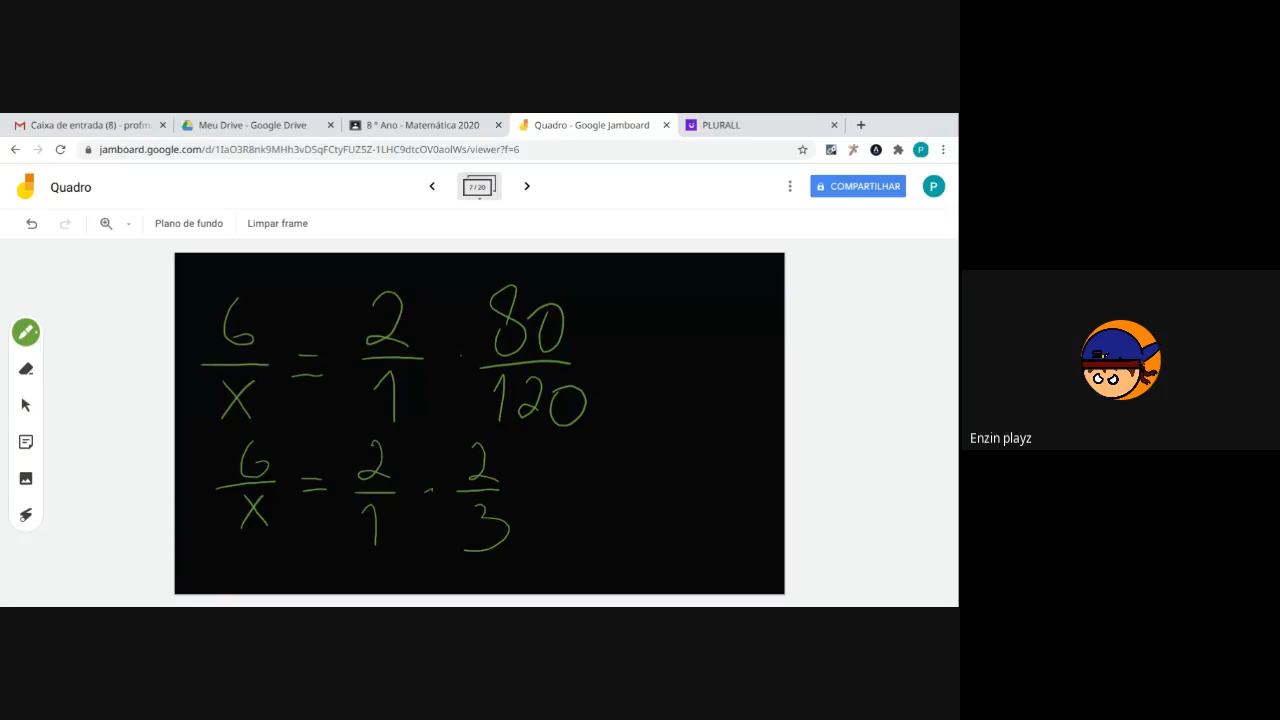 Caixa de entrada (8) - profm
Meu Drive - Google Drive
8 º Ano - Matemática 2020
Quadro - Google Jamboard
PLURALL
jamboard.google.com/d/1IaO3R8nk9MHh3vD5qFCtyFUZ5Z-1LHC9dtcOV0aolWs/viewer?f=6
P
Quadro
7 / 20
COMPARTILHAR
P
Plano de fundo
Limpar frame
6/x = 2/1 · 80/120
6/x = 2/1 · 2/3
Enzin playz